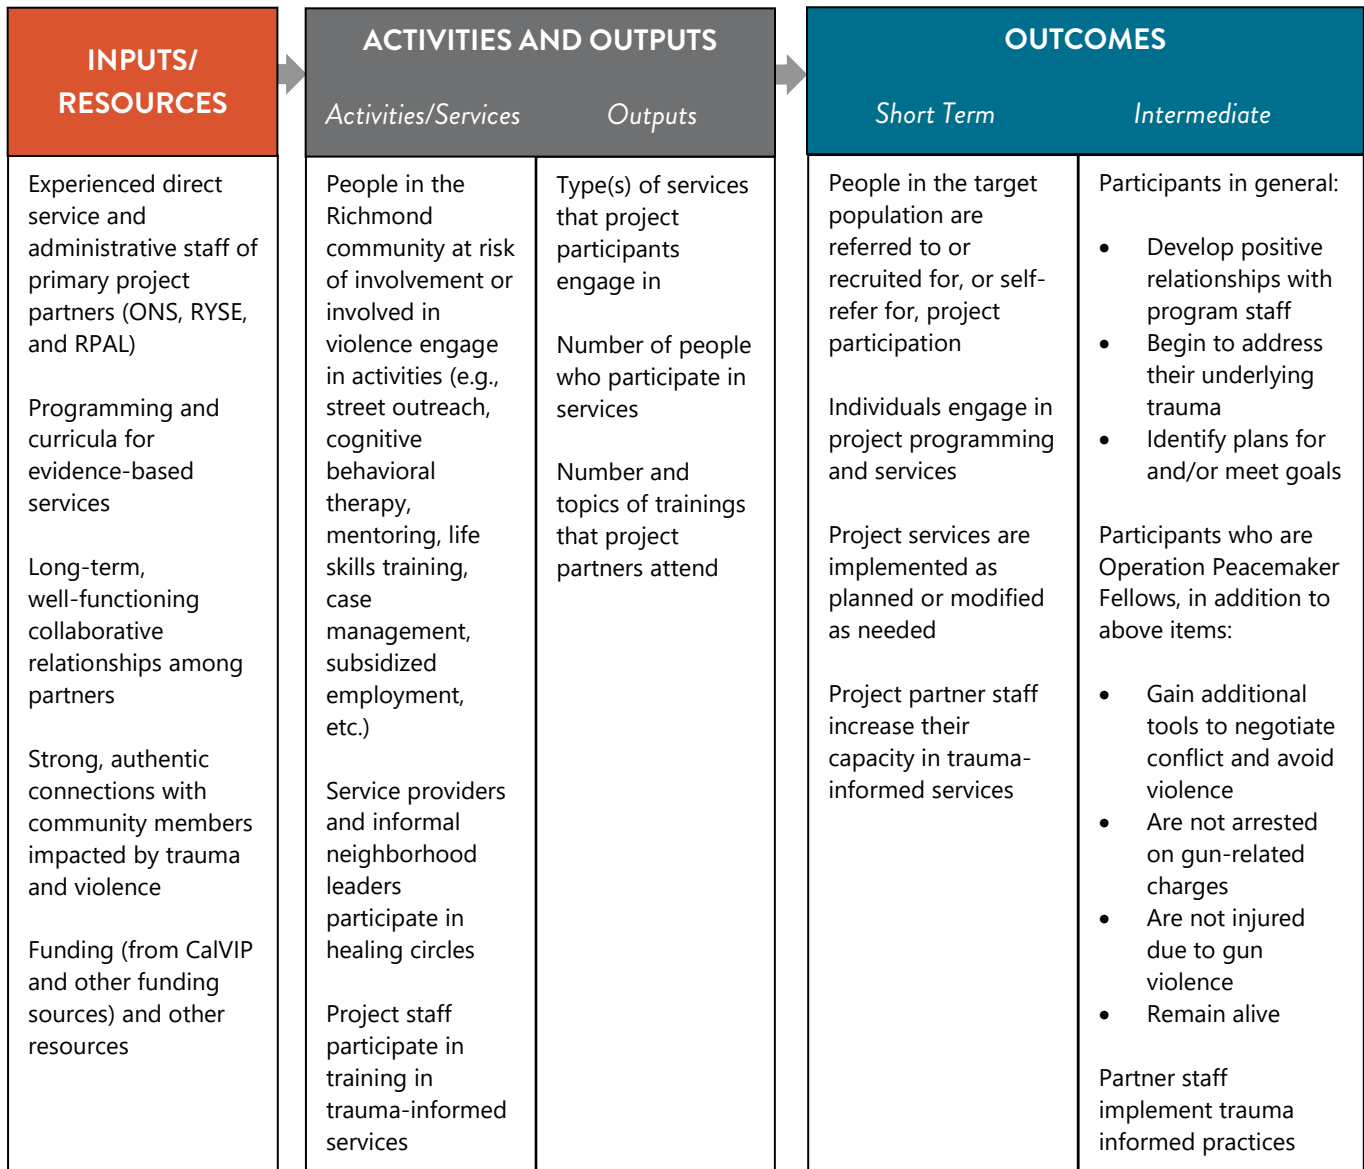 INPUTS/
RESOURCES
ACTIVITIES AND OUTPUTS
Activities/Services
Outputs
OUTCOMES
Short Term
Intermediate
Experienced direct
service and
administrative staff of
primary project
partners (ONS, RYSE,
and RPAL)
Programming and
curricula for
evidence-based
services
Long-term,
well-functioning
collaborative
relationships among
partners
Strong, authentic
connections with
community members
impacted by trauma
and violence
Funding (from CalVIP
and other funding
sources) and other
resources
People in the
Richmond
community at risk
of involvement or
involved in
violence engage
in activities (e.g.,
street outreach,
cognitive
behavioral
therapy,
mentoring, life
skills training,
case
management,
subsidized
employment,
etc.)
Service providers
and informal
neighborhood
leaders
participate in
healing circles
Project staff
participate in
training in
trauma-informed
services
Type(s) of services
that project
participants
engage in
Number of people
who participate in
services
Number and
topics of trainings
that project
partners attend
People in the target
population are
referred to or
recruited for, or self-
refer for, project
participation
Individuals engage in
project programming
and services
Project services are
implemented as
planned or modified
as needed
Project partner staff
increase their
capacity in trauma-
informed services
Participants in general:
• Develop positive
relationships with
program staff
• Begin to address
their underlying
trauma
• Identify plans for
and/or meet goals
Participants who are
Operation Peacemaker
Fellows, in addition to
above items:
• Gain additional
tools to negotiate
conflict and avoid
violence
• Are not arrested
on gun-related
charges
• Are not injured
due to gun
violence
• Remain alive
Partner staff
implement trauma
informed practices